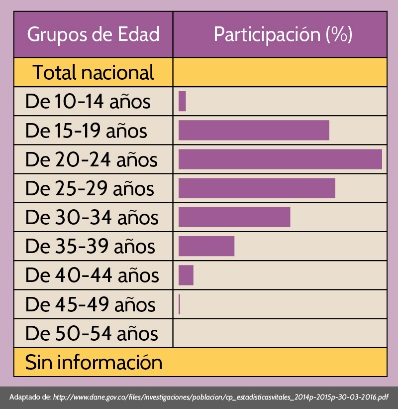 Grupos de Edad Participación (%)
Total nacional
De 10-14 años
De 15-19 años
De 20-24 años
De 25-29 años
De 30-34 años
De 35-39 años
De 40-44 años
De 45-49 años
De 50-54 años
Sin información
Adaptado de: http://www.dane.gov.co/files/investigaciones/poblacion/cp_estadisticasvitales_2014p-2015p-30-03-2016.pdf